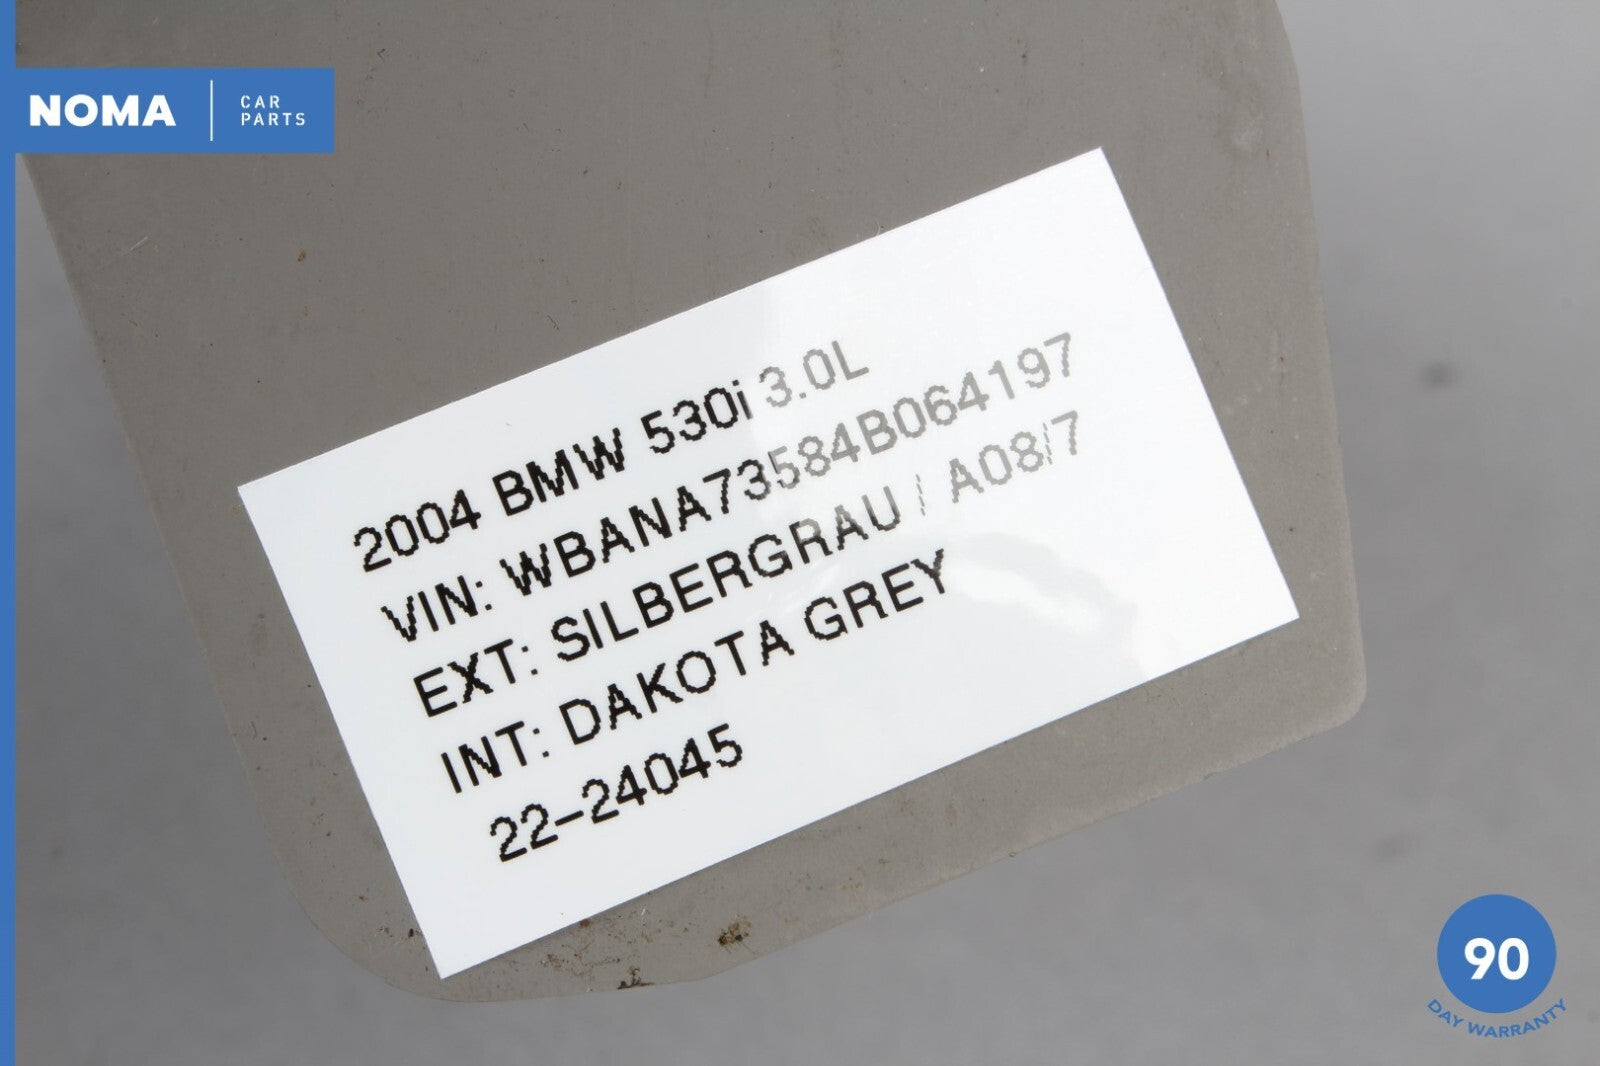 NOMA
CAR
PARTS
2004 BMW 530i 3.0L
VIN: WBANA73584B064197
EXT: SILBERGRAU / A08/7
INT: DAKOTA GREY
22-24045
90
DAY WARRANTY